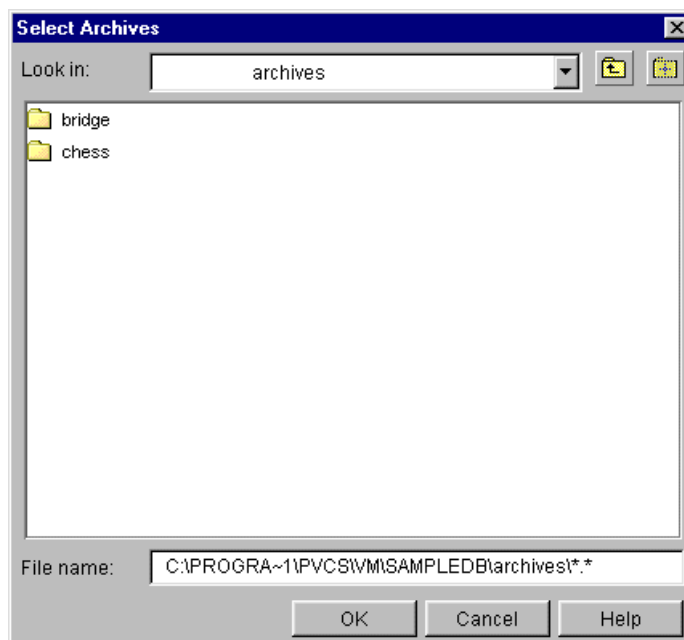 Select Archives
Look in: archives
bridge
chess
File name: C:\PROGRA~1\PVCS\VM\SAMPLEDB\archives\*.*
OK Cancel Help